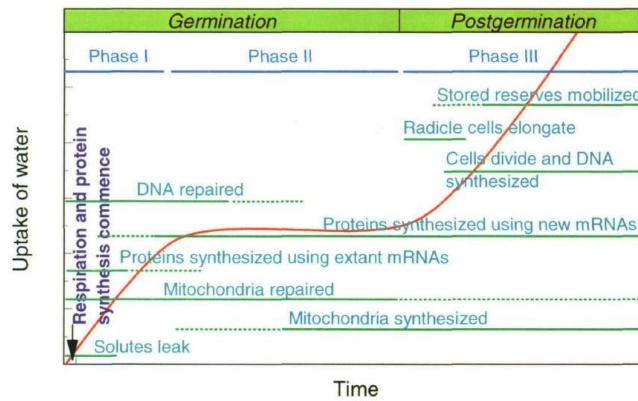 Germination
Postgermination
Phase I
Phase II
Phase III
Stored reserves mobilized
Radicle cells elongate
Cells divide and DNA
synthesized
DNA repaired
Proteins synthesized using new mRNAs
Proteins synthesized using extant mRNAs
Mitochondria repaired
Mitochondria synthesized
Solutes leak
Respiration and protein
synthesis commence
Uptake of water
Time